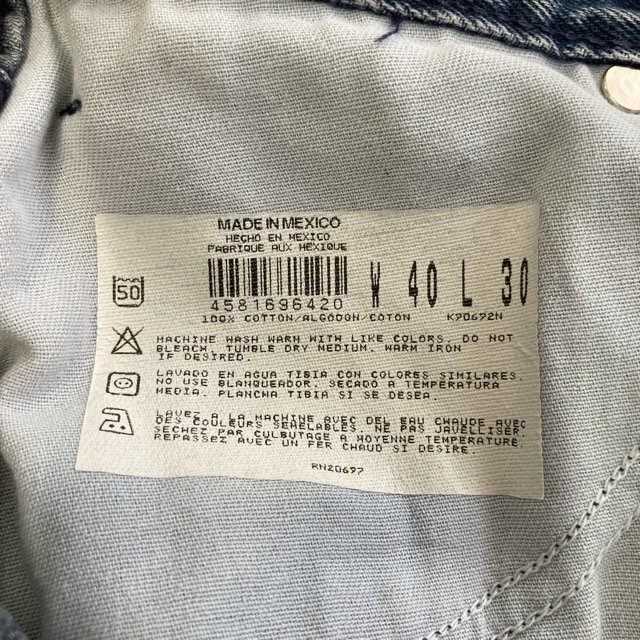 MADE IN MEXICO
HECHO EN MEXICO
FABRIQUE AUX MEXIQUE
4581696420 W 40 L 30
100% COTTON/ALGODON/COTON K90692N
50
MACHINE WASH WARM WITH LIKE COLORS. DO NOT
BLEACH. TUMBLE DRY MEDIUM. WARM IRON
IF DESIRED.
LAVADO EN AGUA TIBIA CON COLORES SIMILARES.
NO USE BLANQUEADOR. SECADO A TEMPERATURA
MEDIA. PLANCHA TIBIA SI SE DESEA.
LAVEZ A LA MACHINE AVEC DEL EAU CHAUDE AVEC
DES COULEURS SEMELABLES. NE PAS JAVELLISER.
SECHEZ PAR CULBUTAGE A MOYENNE TEMPERATURE
REPASSEZ AVEC UN FER CHAUD SI DESIRE.
RN20697